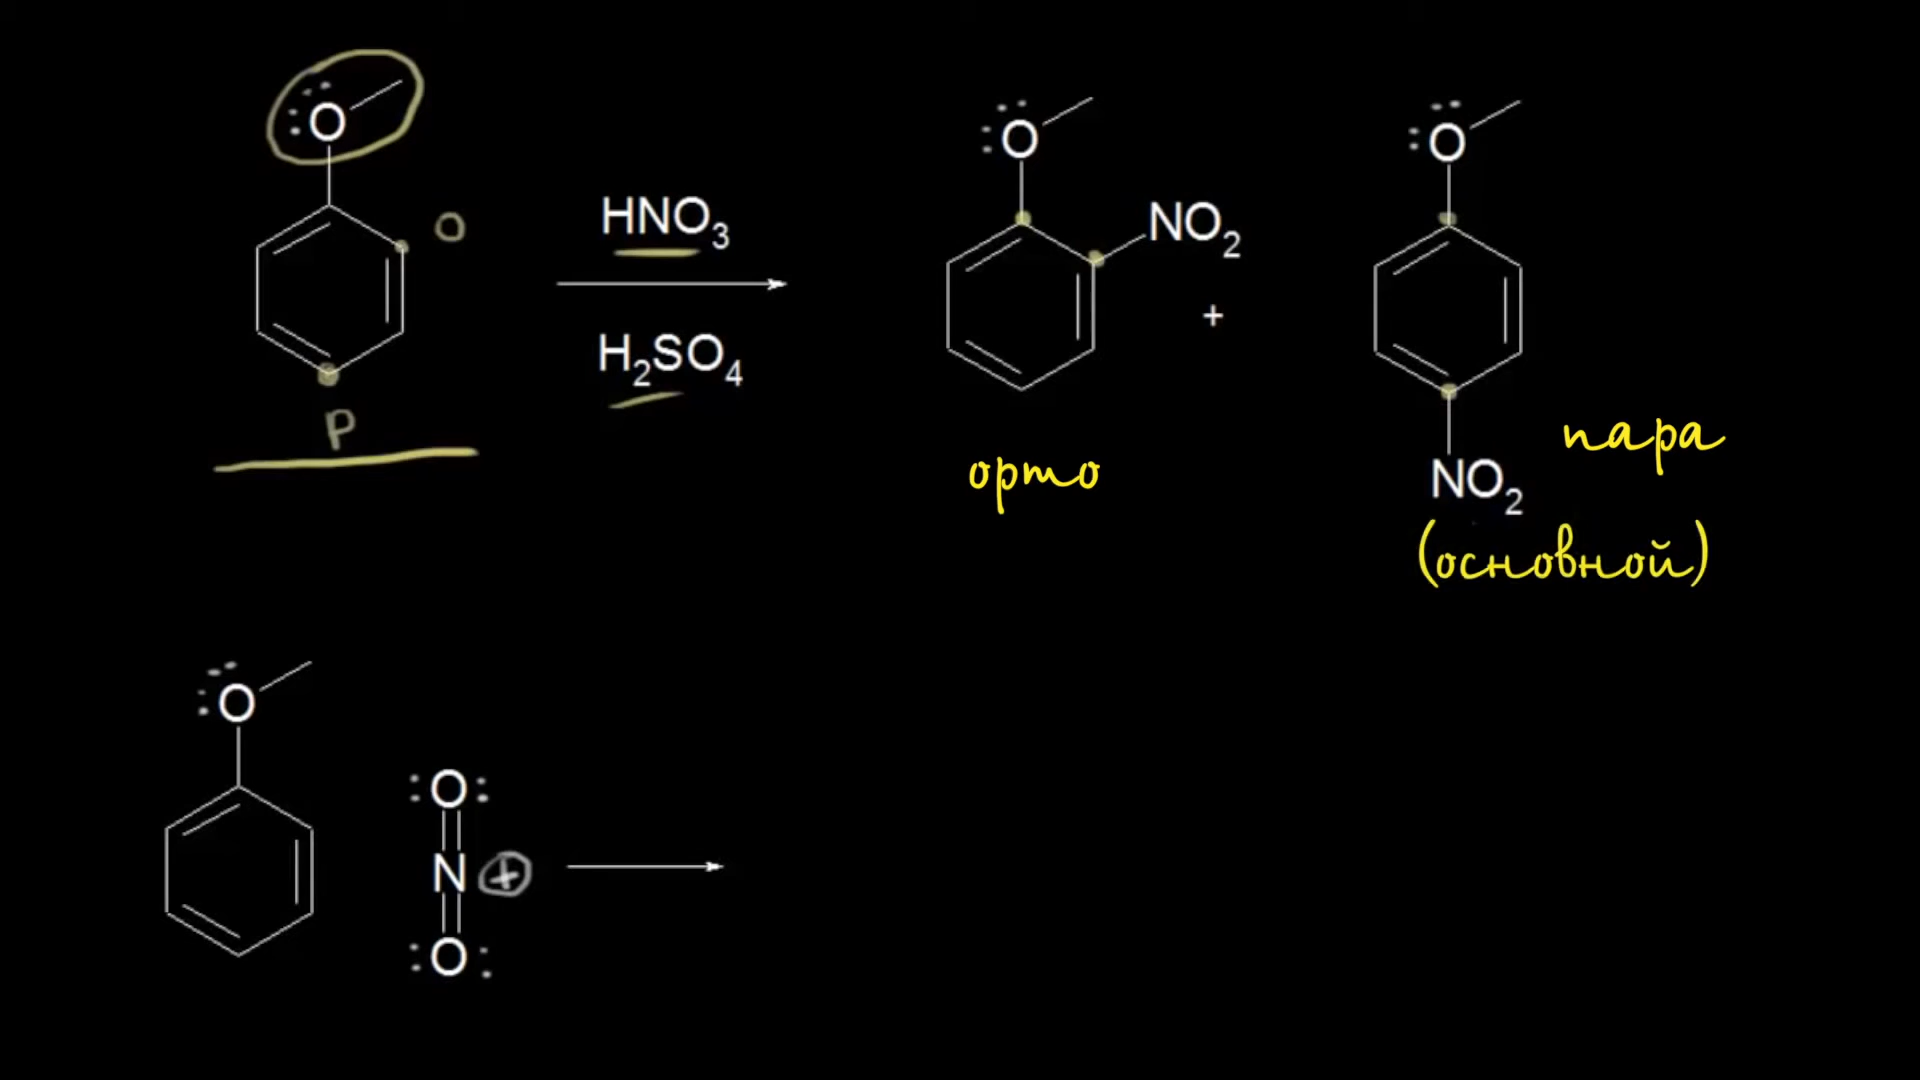 :O
O
HNO3
H2SO4
P
:O
NO2
+
орто
:O
NO2
пара
(основной)
:O
:O:
N⊕
:O: